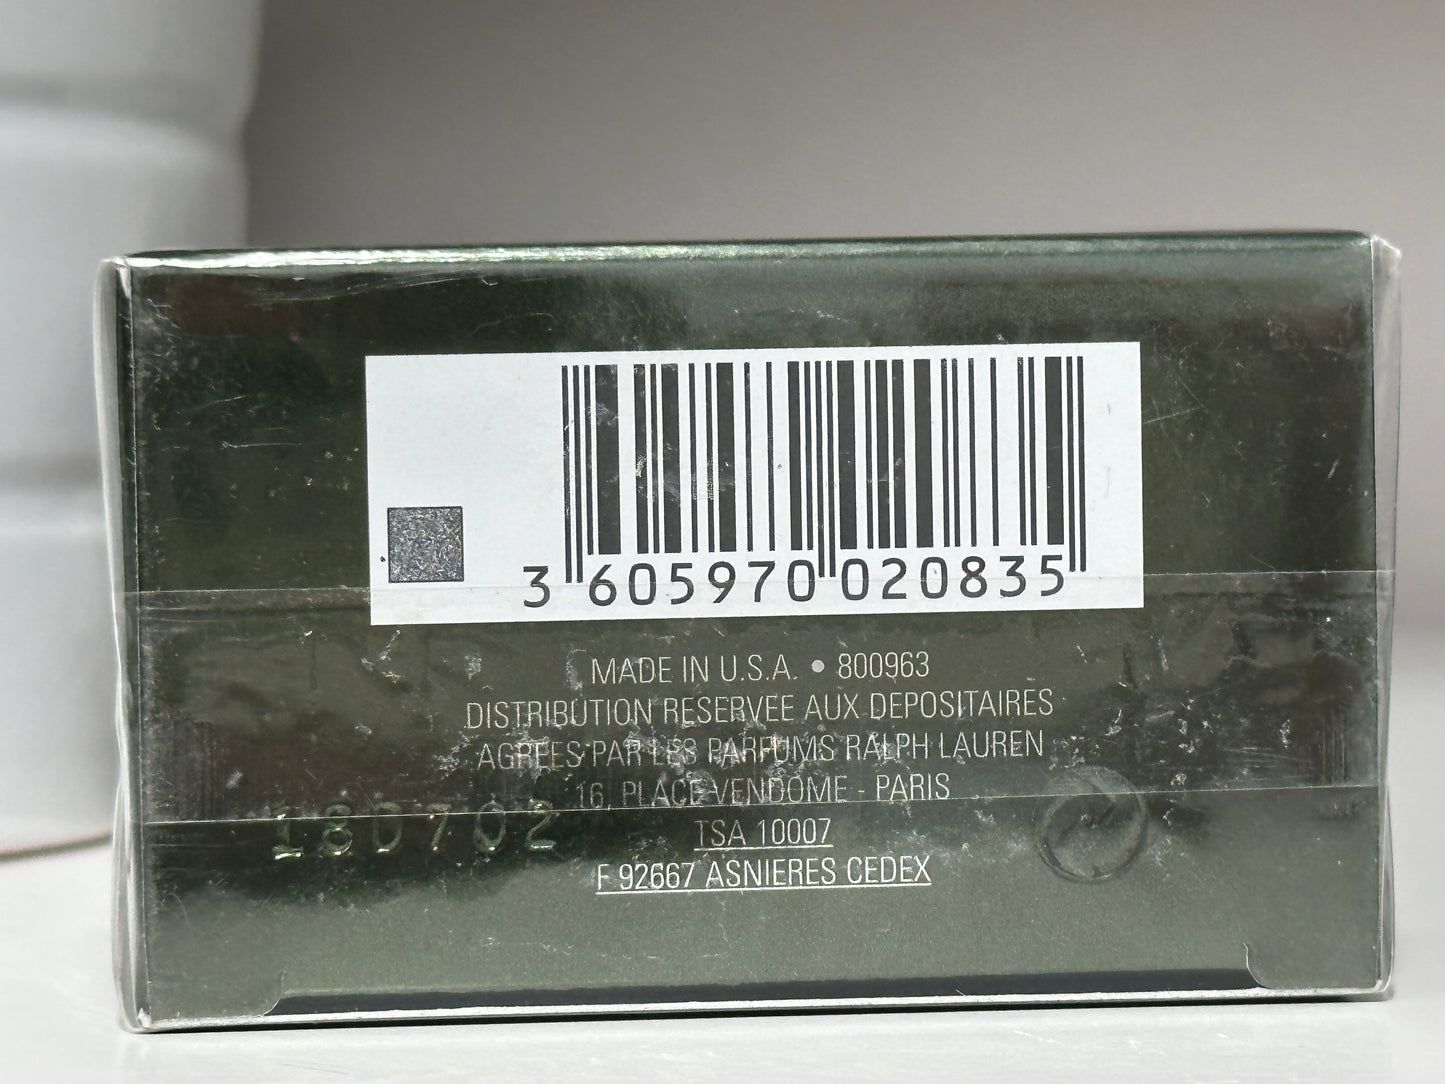 3 605970 020835
MADE IN U.S.A. • 800963
DISTRIBUTION RESERVEE AUX DEPOSITAIRES
AGREES PAR LES PARFUMS RALPH LAUREN
16, PLACE VENDOME - PARIS
18D702
TSA 10007
F 92667 ASNIERES CEDEX